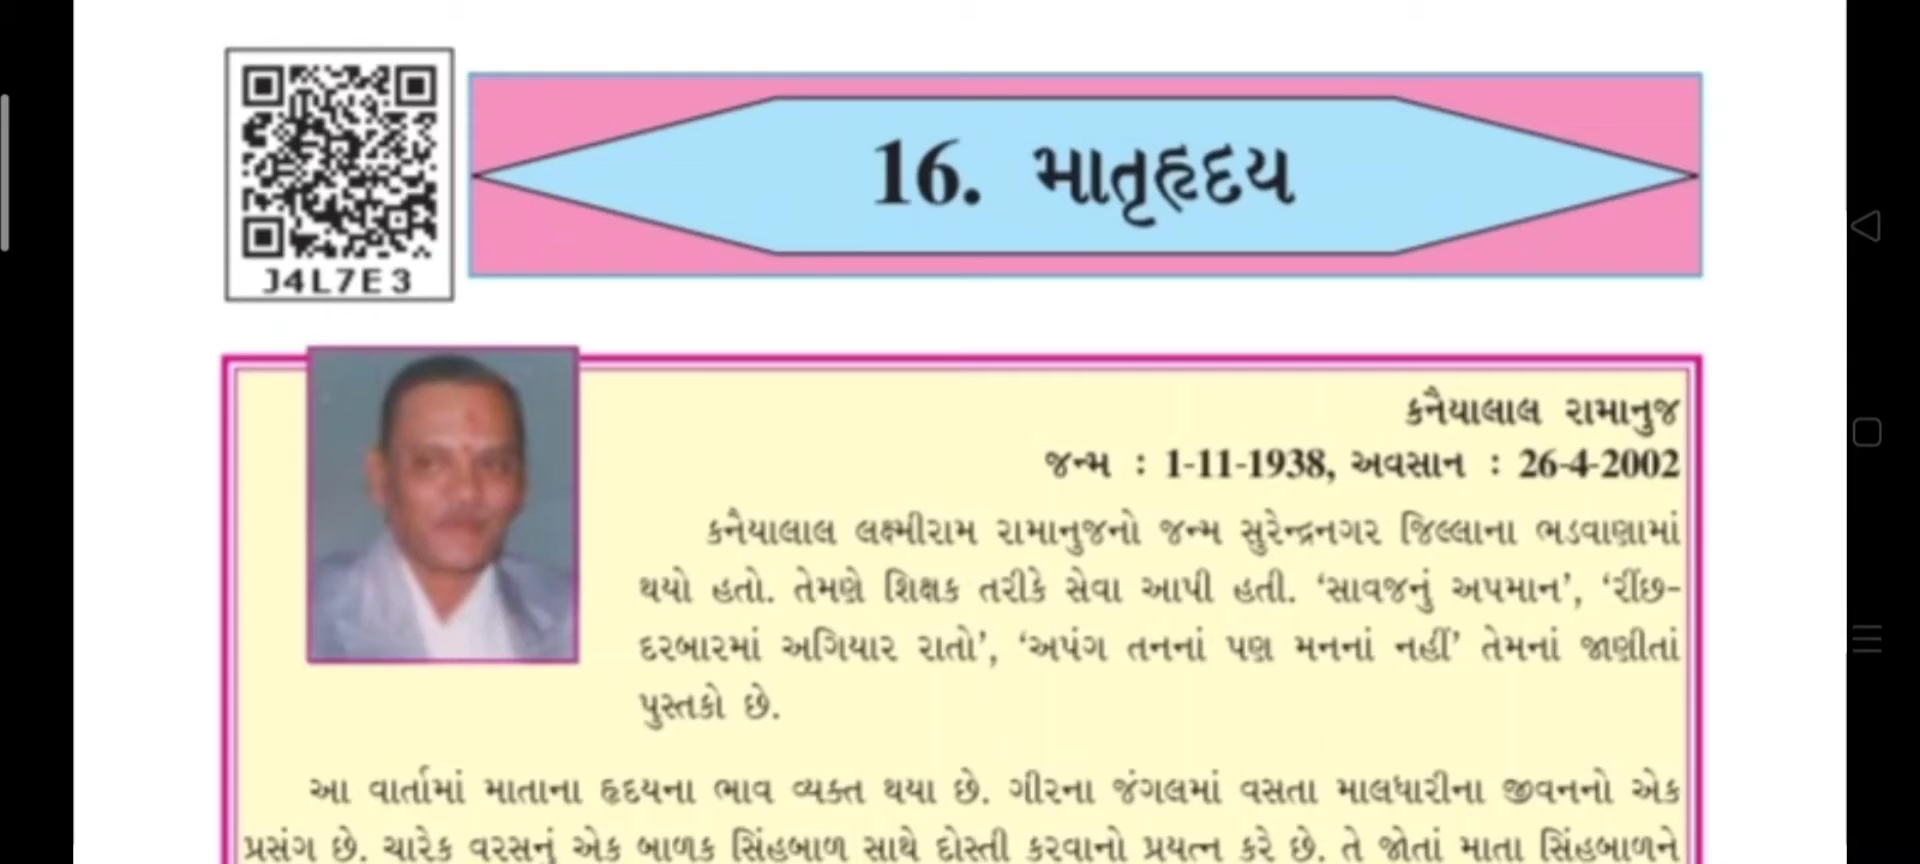 J4L7E3
16. માતૃહૃદય
કનૈયાલાલ રામાનુજ
જન્મ : 1-11-1938, અવસાન : 26-4-2002
કનૈયાલાલ લક્ષ્મીરામ રામાનુજનો જન્મ સુરેન્દ્રનગર જિલ્લાના ભડવાણામાં
થયો હતો. તેમણે શિક્ષક તરીકે સેવા આપી હતી. ‘સાવજનું અપમાન’, ‘રીંછ-
દરબારમાં અગિયાર રાતો’, ‘અપંગ તનનાં પણ મનનાં નહીં’ તેમનાં જાણીતાં
પુસ્તકો છે.
આ વાર્તામાં માતાના હૃદયના ભાવ વ્યક્ત થયા છે. ગીરના જંગલમાં વસતા માલધારીના જીવનનો એક
પ્રસંગ છે. ચારેક વરસનું એક બાળક સિંહબાળ સાથે દોસ્તી કરવાનો પ્રયત્ન કરે છે. તે જોતાં માતા સિંહબાળને